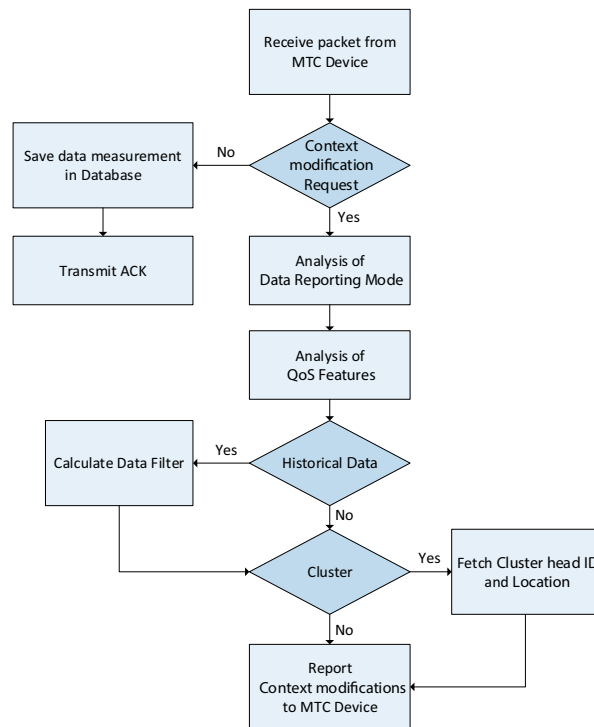 Receive packet from
MTC Device
Context
modification
Request
No
Save data measurement
in Database
Yes
Transmit ACK
Analysis of
Data Reporting Mode
Analysis of
QoS Features
Historical Data
Yes
Calculate Data Filter
No
Cluster
Yes
Fetch Cluster head ID
and Location
No
Report
Context modifications
to MTC Device